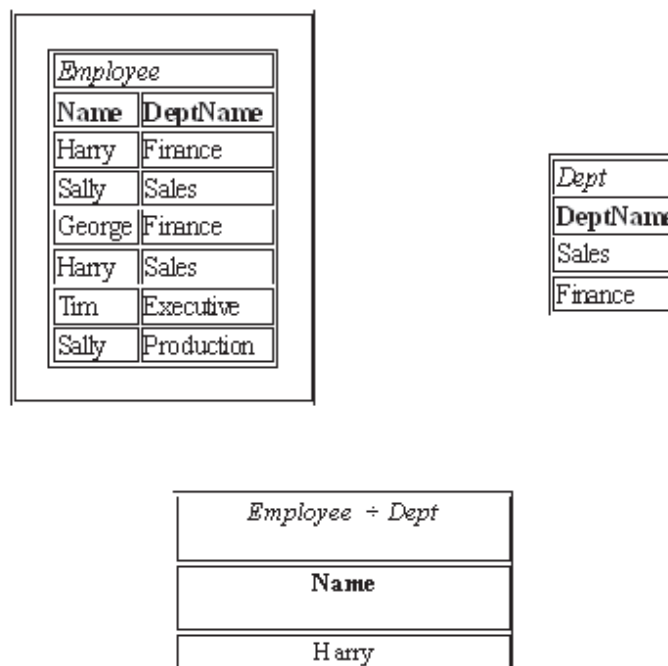 Employee
Name DeptName
Harry Finance
Sally Sales
George Finance
Harry Sales
Tim Executive
Sally Production
Dept
DeptName
Sales
Finance
Employee ÷ Dept
Name
Harry